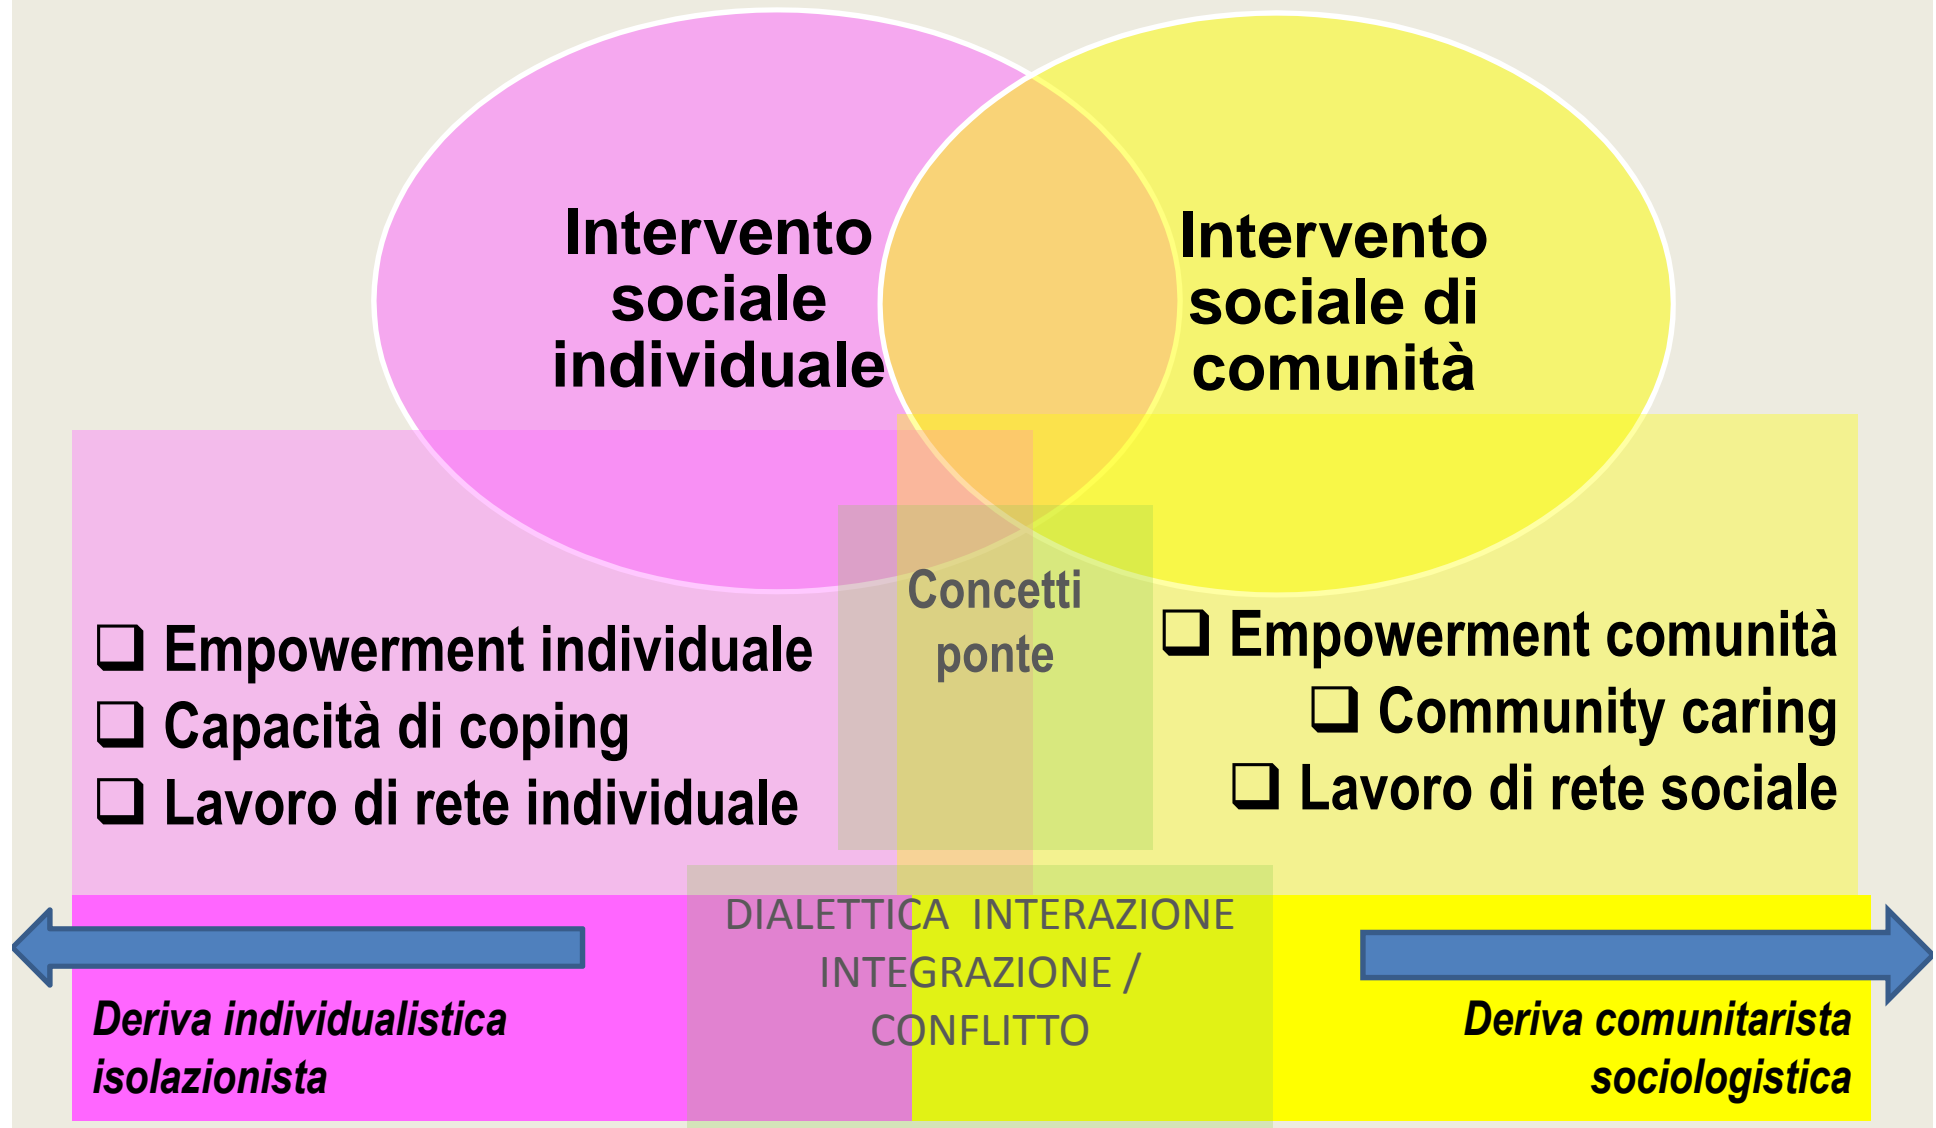 Intervento
sociale
individuale
Intervento
sociale di
comunità
Concetti
ponte
❑ Empowerment individuale
❑ Capacità di coping
❑ Lavoro di rete individuale
❑ Empowerment comunità
❑ Community caring
❑ Lavoro di rete sociale
DIALETTICA INTERAZIONE
INTEGRAZIONE /
CONFLITTO
Deriva individualistica
isolazionista
Deriva comunitarista
sociologistica